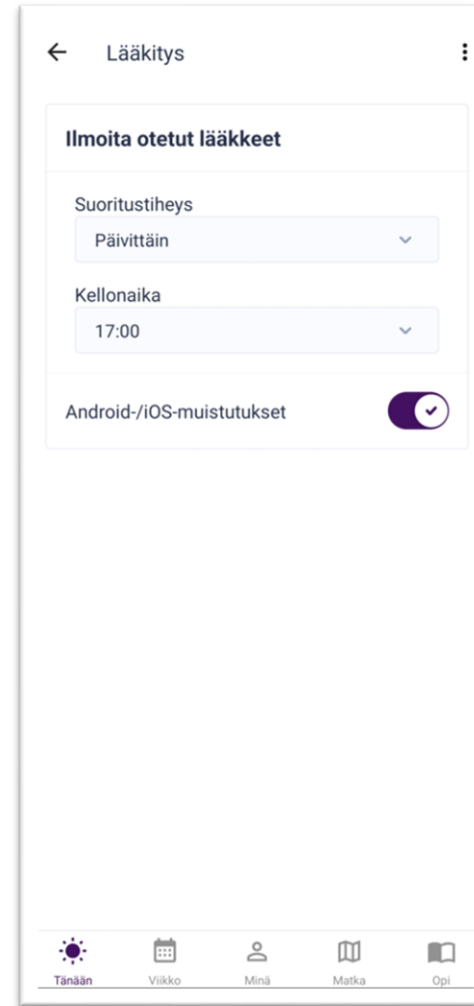 Lääkitys
Ilmoita otetut lääkkeet
Suoritustiheys
Päivittäin
Kellonaika
17:00
Android-/iOS-muistutukset
Tänään Viikko Minä Matka Opi